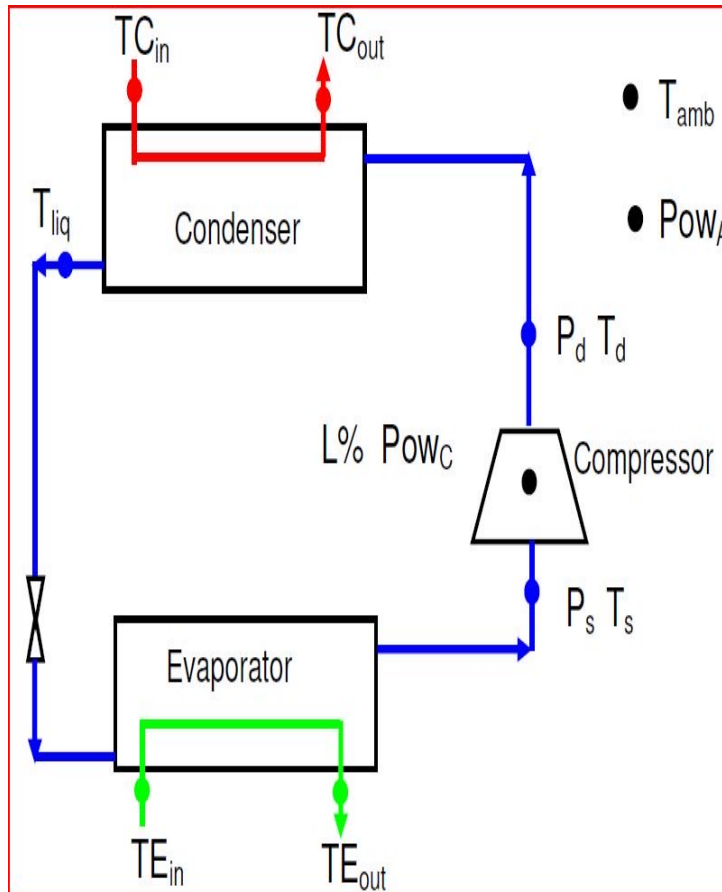 TCin TCout
Tamb
PowA
Tliq
Condenser
Pd Td
L% PowC
Compressor
Ps Ts
Evaporator
TEin TEout